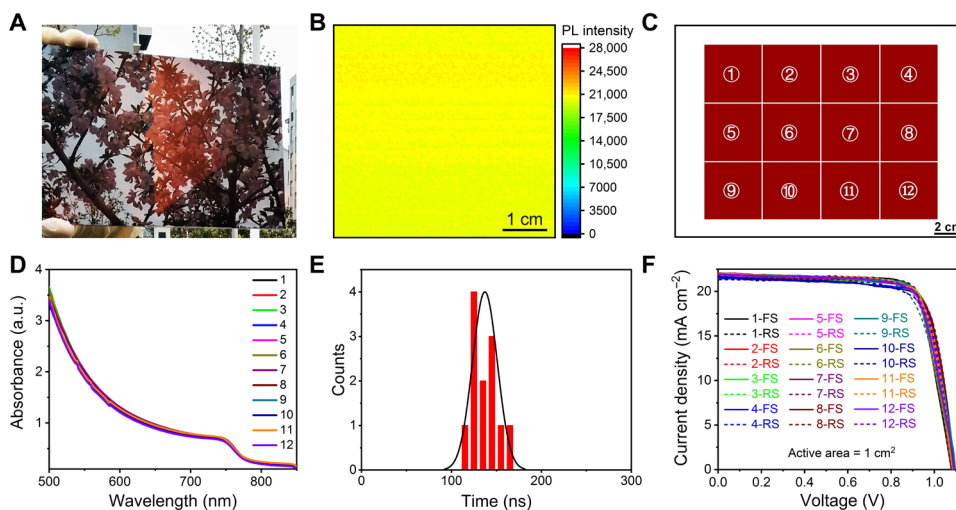 A
B
PL intensity
28,000
24,500
21,000
17,500
14,000
10,500
7000
3500
0
1 cm
C
① ② ③ ④
⑤ ⑥ ⑦ ⑧
⑨ ⑩ ⑪ ⑫
2 cm
D
Absorbance (a.u.)
4
3
2
1
500 600 700 800
Wavelength (nm)
1
2
3
4
5
6
7
8
9
10
11
12
E
Counts
4
2
0
0 100 200 300
Time (ns)
F
Current density (mA cm⁻²)
20
15
10
5
0
0.0 0.2 0.4 0.6 0.8 1.0
Voltage (V)
1-FS 5-FS 9-FS
1-RS 5-RS 9-RS
2-FS 6-FS 10-FS
2-RS 6-RS 10-RS
3-FS 7-FS 11-FS
3-RS 7-RS 11-RS
4-FS 8-FS 12-FS
4-RS 8-RS 12-RS
Active area = 1 cm²